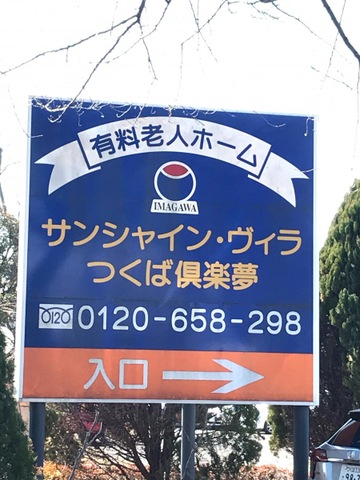 有料老人ホーム
IMAGAWA
サンシャイン・ヴィラ
つくば倶楽夢
0120 0120-658-298
入口